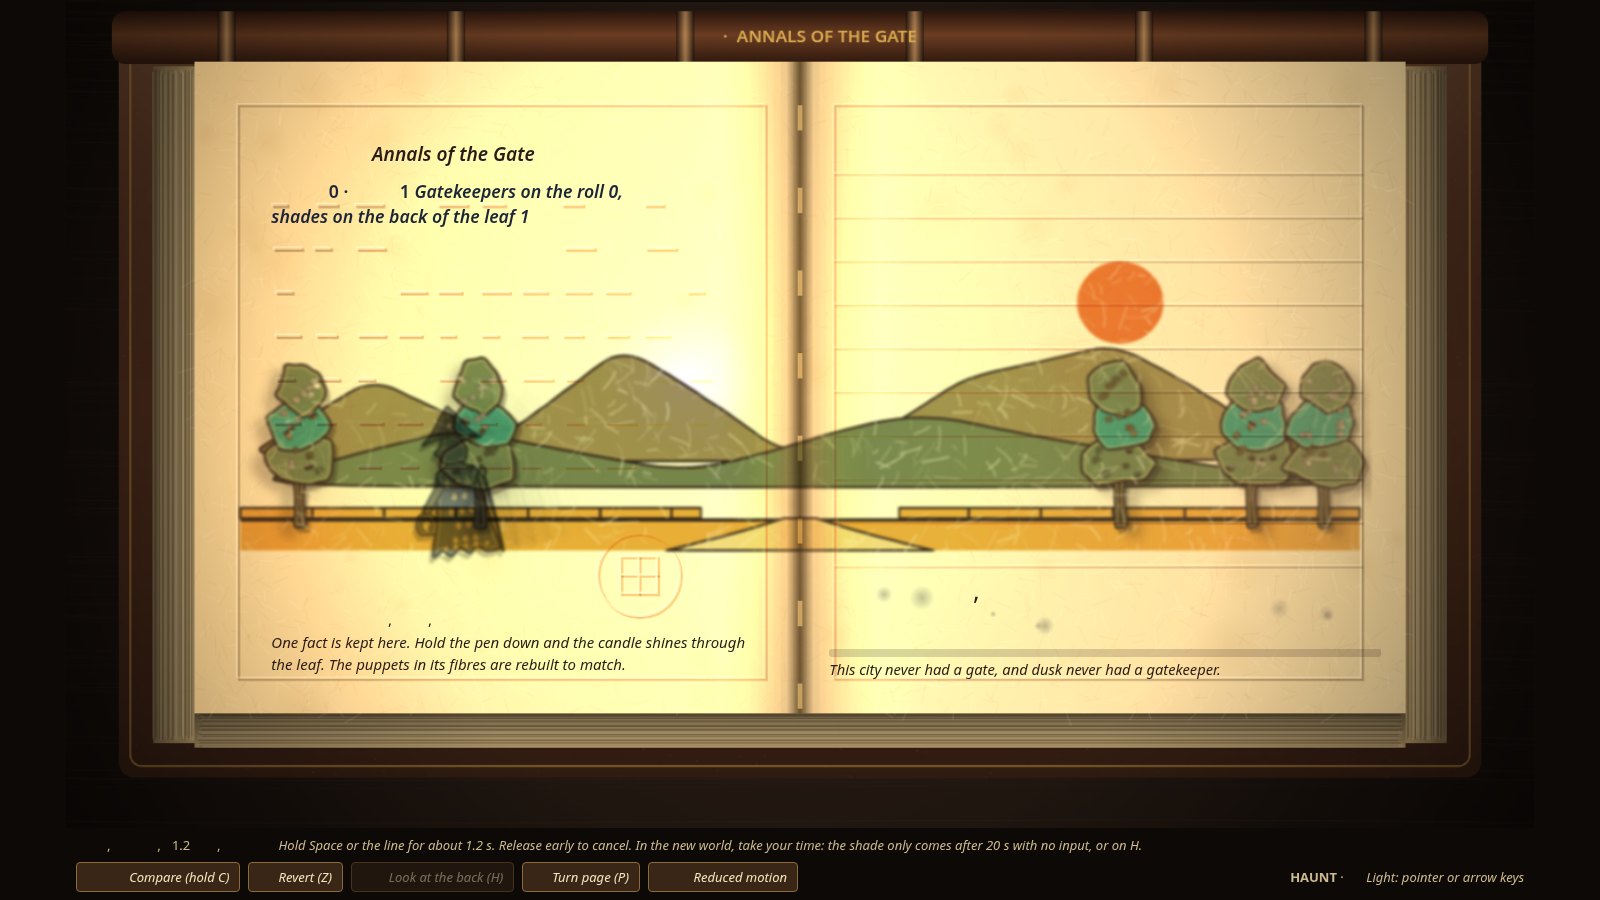 · ANNALS OF THE GATE
Annals of the Gate
0 · 1 Gatekeepers on the roll 0,
shades on the back of the leaf 1
, ,
One fact is kept here. Hold the pen down and the candle shines through
the leaf. The puppets in its fibres are rebuilt to match.
,
This city never had a gate, and dusk never had a gatekeeper.
, , 1.2 , Hold Space or the line for about 1.2 s. Release early to cancel. In the new world, take your time: the shade only comes after 20 s with no input, or on H.
Compare (hold C) Revert (Z) Look at the back (H) Turn page (P) Reduced motion HAUNT · Light: pointer or arrow keys